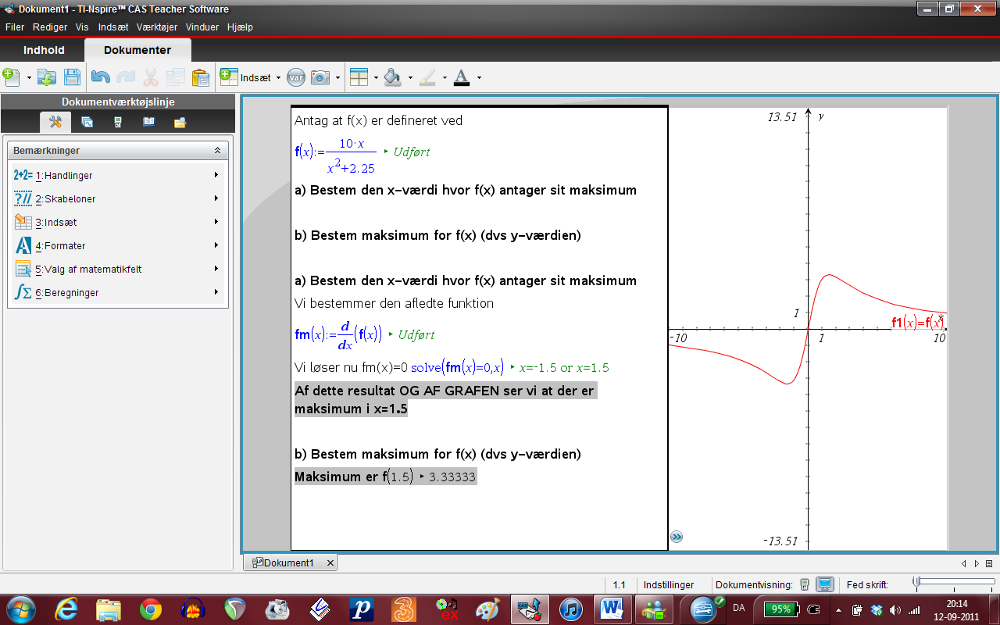 Dokument1 - TI-Nspire™ CAS Teacher Software
Filer Rediger Vis Indsæt Værktøjer Vinduer Hjælp
Indhold Dokumenter
Indsæt var A
Dokumentværktøjslinje
Bemærkninger
2+2= 1:Handlinger
?// 2:Skabeloner
3:Indsæt
A 4:Formater
5:Valg af matematikfelt
∫Σ 6:Beregninger
Antag at f(x) er defineret ved
f(x):=10·x/(x²+2.25) ▸ Udført
a) Bestem den x-værdi hvor f(x) antager sit maksimum
b) Bestem maksimum for f(x) (dvs y-værdien)
a) Bestem den x-værdi hvor f(x) antager sit maksimum
Vi bestemmer den afledte funktion
fm(x):=d/dx(f(x)) ▸ Udført
Vi løser nu fm(x)=0 solve(fm(x)=0,x) ▸ x=-1.5 or x=1.5
Af dette resultat OG AF GRAFEN ser vi at der er
maksimum i x=1.5
b) Bestem maksimum for f(x) (dvs y-værdien)
Maksimum er f(1.5) ▸ 3.33333
13.51 y
1
f1(x)=f(x)
x
-10 1 10
-13.51
Dokument1
1.1 Indstillinger Dokumentvisning: Fed skrift:
p 3 ex W DA 95% 20:14
12-09-2011